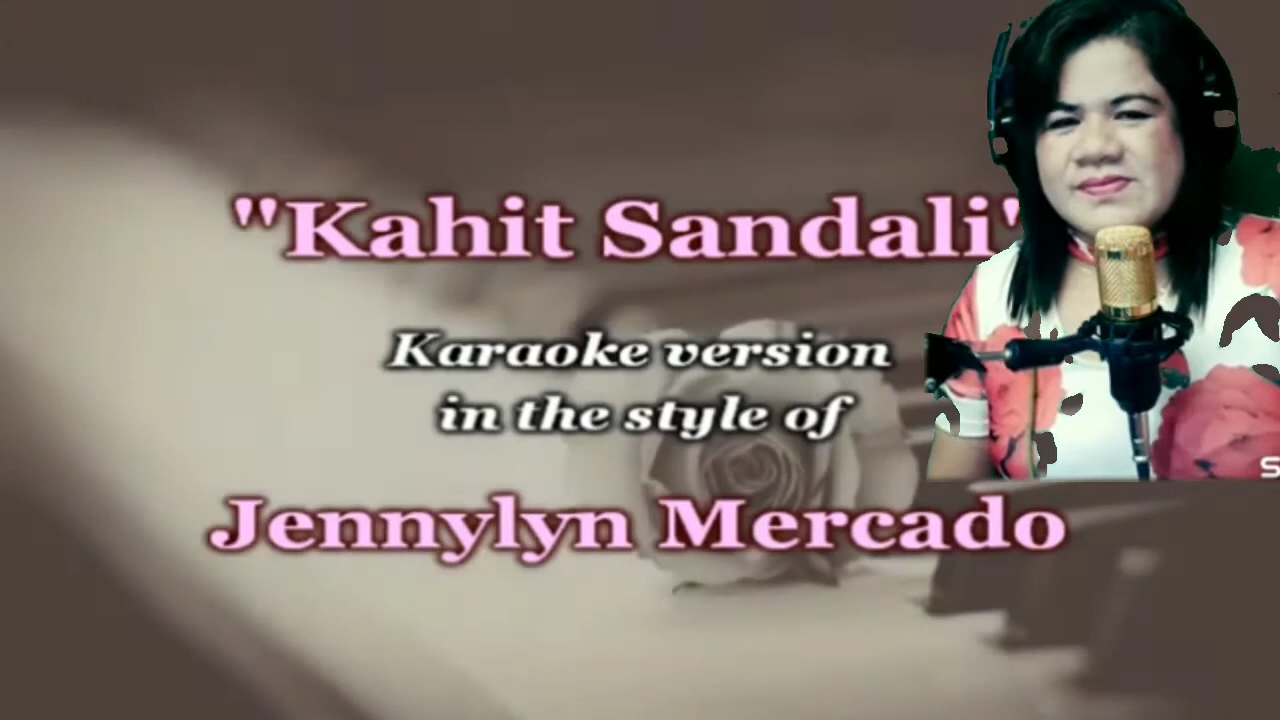 "Kahit Sandali"
Karaoke version
in the style of
Jennylyn Mercado
S